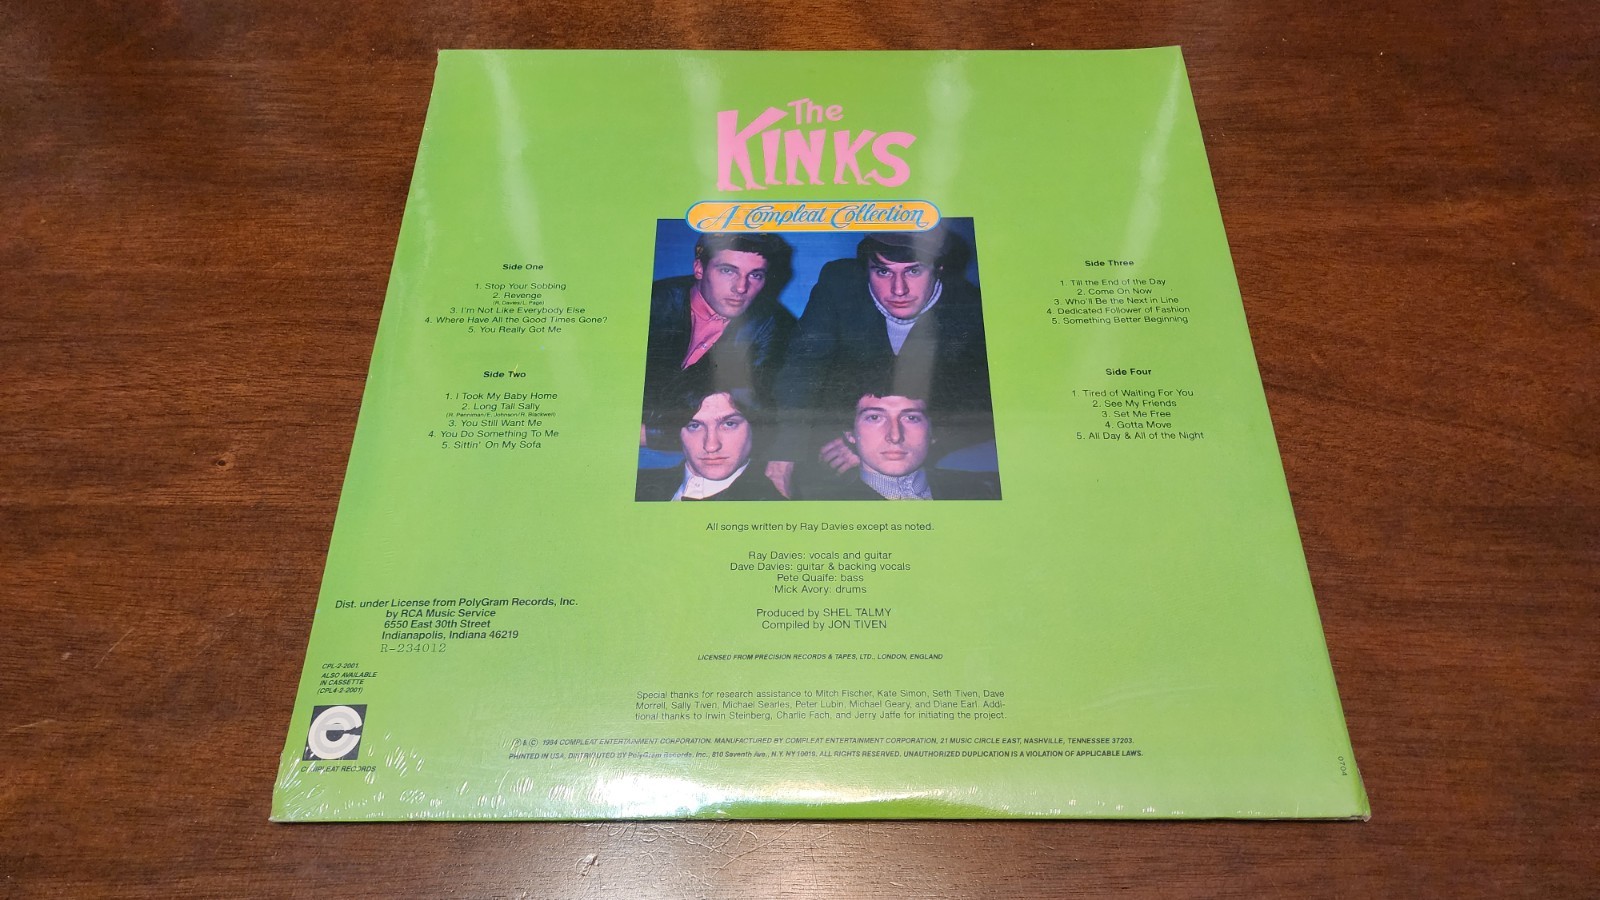 The
KINKS
A Compleat Collection
Side One
1. Stop Your Sobbing
2. Revenge
(R. Davies/L. Page)
3. I'm Not Like Everybody Else
4. Where Have All the Good Times Gone?
5. You Really Got Me
Side Two
1. I Took My Baby Home
2. Long Tall Sally
(R. Penniman/E. Johnson/R. Blackwell)
3. You Still Want Me
4. You Do Something To Me
5. Sittin' On My Sofa
Side Three
1. Till the End of the Day
2. Come On Now
3. Who'll Be the Next in Line
4. Dedicated Follower of Fashion
5. Something Better Beginning
Side Four
1. Tired of Waiting For You
2. See My Friends
3. Set Me Free
4. Gotta Move
5. All Day & All of the Night
All songs written by Ray Davies except as noted.
Ray Davies: vocals and guitar
Dave Davies: guitar & backing vocals
Pete Quaife: bass
Mick Avory: drums
Produced by SHEL TALMY
Compiled by JON TIVEN
LICENSED FROM PRECISION RECORDS & TAPES, LTD., LONDON, ENGLAND
Special thanks for research assistance to Mitch Fischer, Kate Simon, Seth Tiven, Dave
Morrell, Sally Tiven, Michael Searles, Peter Lubin, Michael Geary, and Diane Earl. Addi-
tional thanks to Irwin Steinberg, Charlie Fach, and Jerry Jaffe for initiating the project.
Dist. under License from PolyGram Records, Inc.
by RCA Music Service
6550 East 30th Street
Indianapolis, Indiana 46219
R-234012
CPL-2-2001
ALSO AVAILABLE
IN CASSETTE
(CPL4-2-2001)
COMPLEAT RECORDS
℗ & © 1984 COMPLEAT ENTERTAINMENT CORPORATION. MANUFACTURED BY COMPLEAT ENTERTAINMENT CORPORATION, 21 MUSIC CIRCLE EAST, NASHVILLE, TENNESSEE 37203.
PRINTED IN USA. DISTRIBUTED BY PolyGram Records, Inc., 810 Seventh Ave., N.Y. NY 10019. ALL RIGHTS RESERVED. UNAUTHORIZED DUPLICATION IS A VIOLATION OF APPLICABLE LAWS.
0704